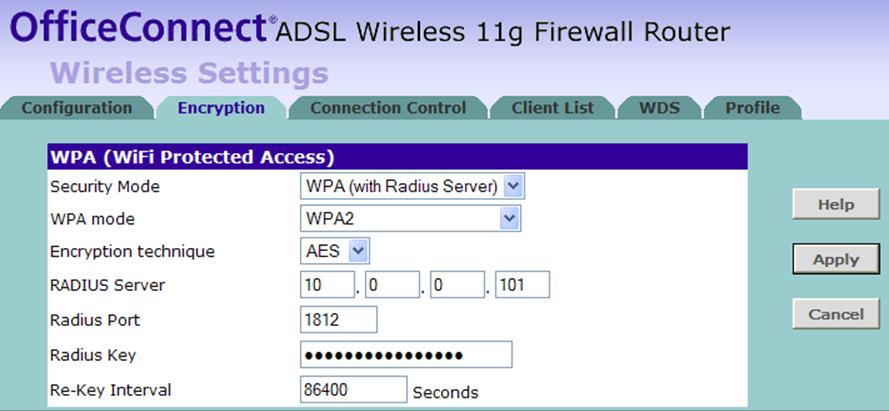 OfficeConnect® ADSL Wireless 11g Firewall Router
Wireless Settings
Configuration Encryption Connection Control Client List WDS Profile
WPA (WiFi Protected Access)
Security Mode WPA (with Radius Server)
WPA mode WPA2
Encryption technique AES
RADIUS Server 10 . 0 . 0 . 101
Radius Port 1812
Radius Key ••••••••••••••••
Re-Key Interval 86400 Seconds
Help
Apply
Cancel